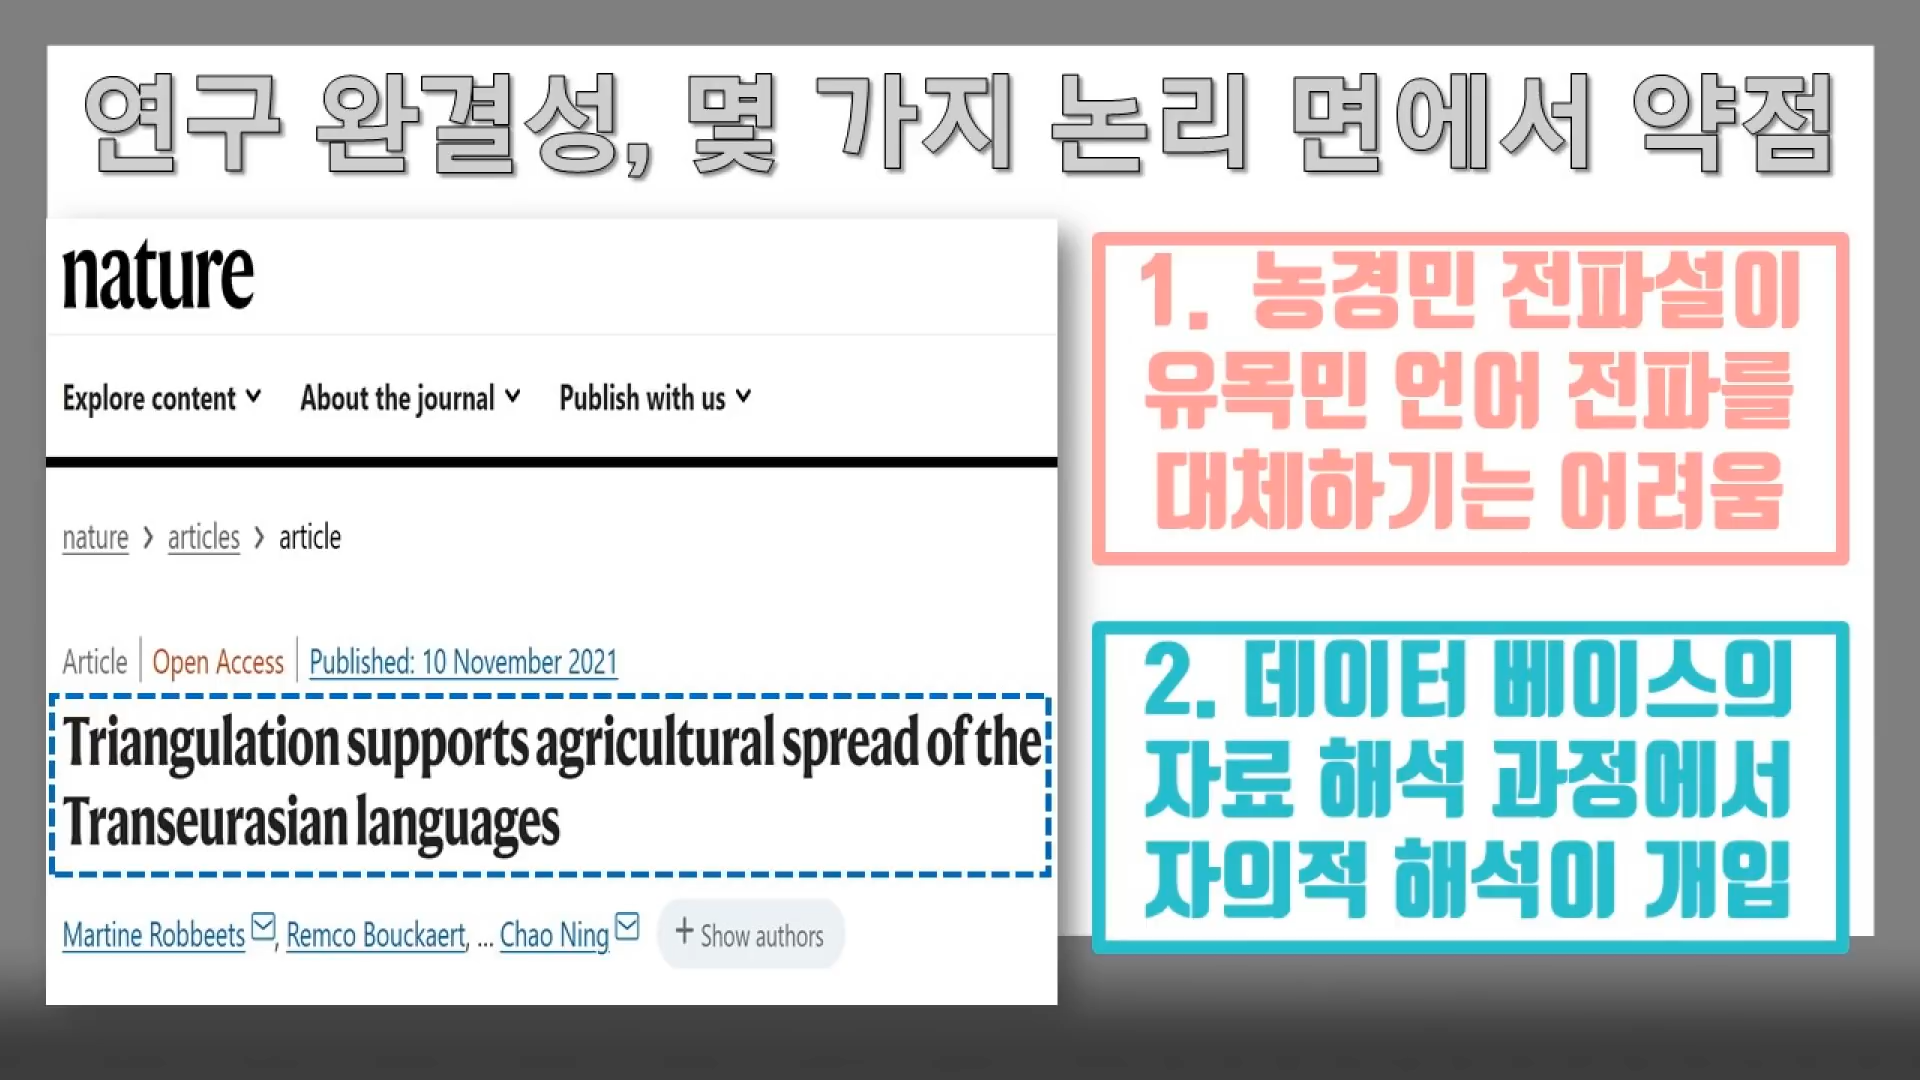 연구 완결성, 몇 가지 논리 면에서 약점
nature
Explore content About the journal Publish with us
nature > articles > article
Article | Open Access | Published: 10 November 2021
Triangulation supports agricultural spread of the
Transeurasian languages
Martine Robbeets, Remco Bouckaert, ... Chao Ning + Show authors
1. 농경민 전파설이
유목민 언어 전파를
대체하기는 어려움
2. 데이터 베이스의
자료 해석 과정에서
자의적 해석이 개입